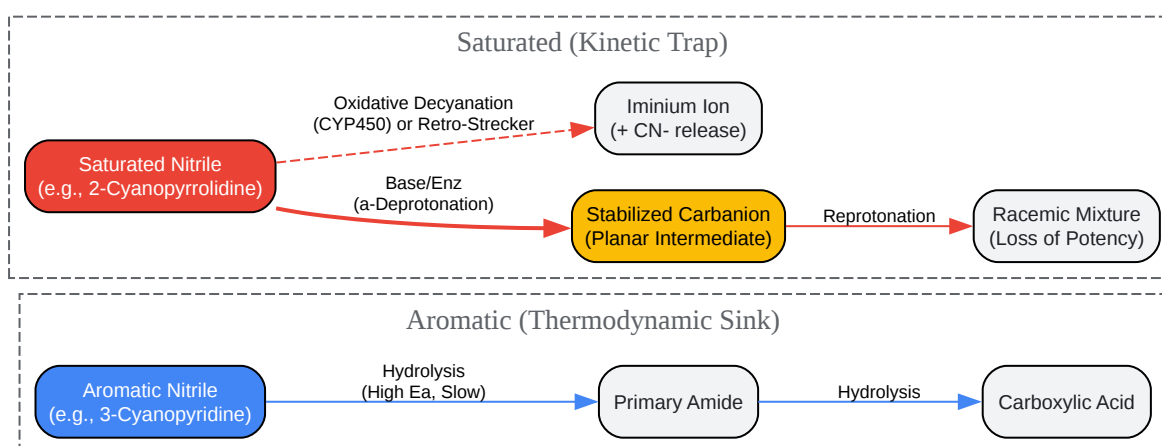 Saturated (Kinetic Trap)
Oxidative Decyanation
(CYP450) or Retro-Strecker
Iminium Ion
(+ CN- release)
Saturated Nitrile
(e.g., 2-Cyanopyrrolidine)
Base/Enz
(a-Deprotonation)
Stabilized Carbanion
(Planar Intermediate)
Reprotonation
Racemic Mixture
(Loss of Potency)
Aromatic (Thermodynamic Sink)
Aromatic Nitrile
(e.g., 3-Cyanopyridine)
Hydrolysis
(High Ea, Slow)
Primary Amide
Hydrolysis
Carboxylic Acid